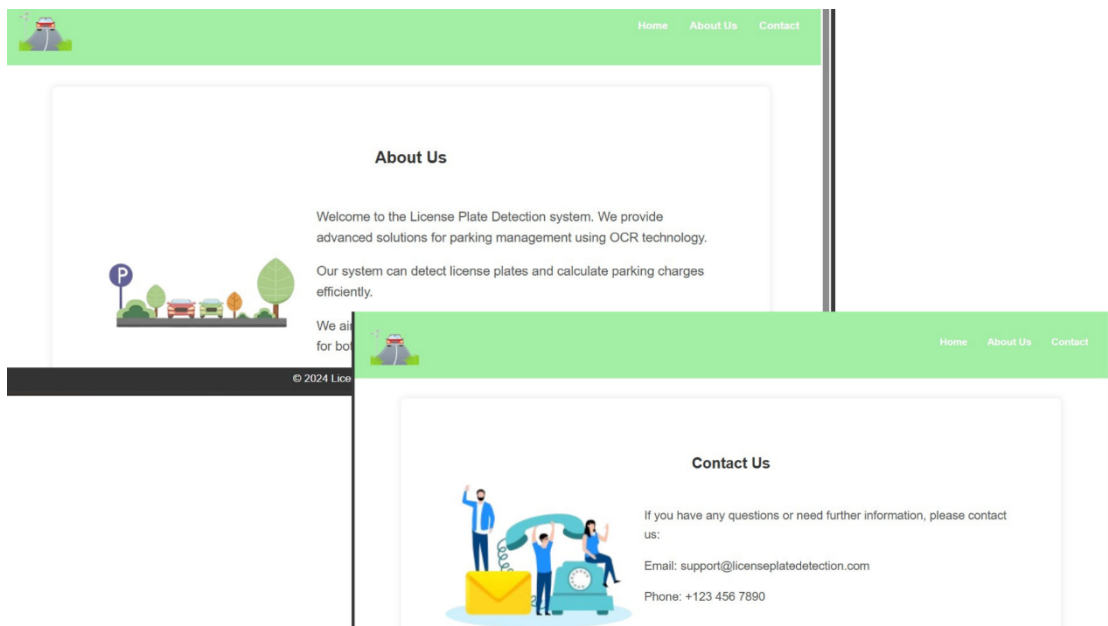 Home About Us Contact
About Us
Welcome to the License Plate Detection system. We provide
advanced solutions for parking management using OCR technology.
P
Our system can detect license plates and calculate parking charges
efficiently.
We
for
© 2024
Home About Us Contact
Contact Us
If you have any questions or need further information, please contact
us:
Email: support@licenseplatedetection.com
Phone: +123 456 7890